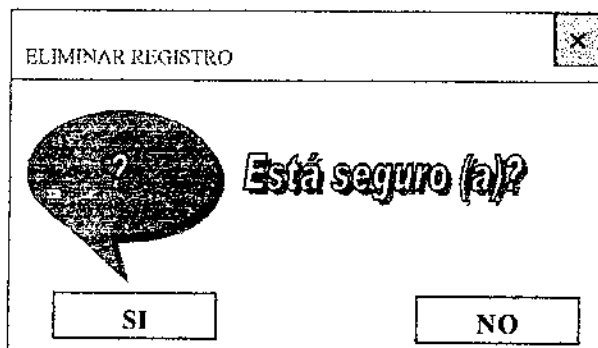 ELIMINAR REGISTRO
×
?
Está seguro (a)?
SI
NO